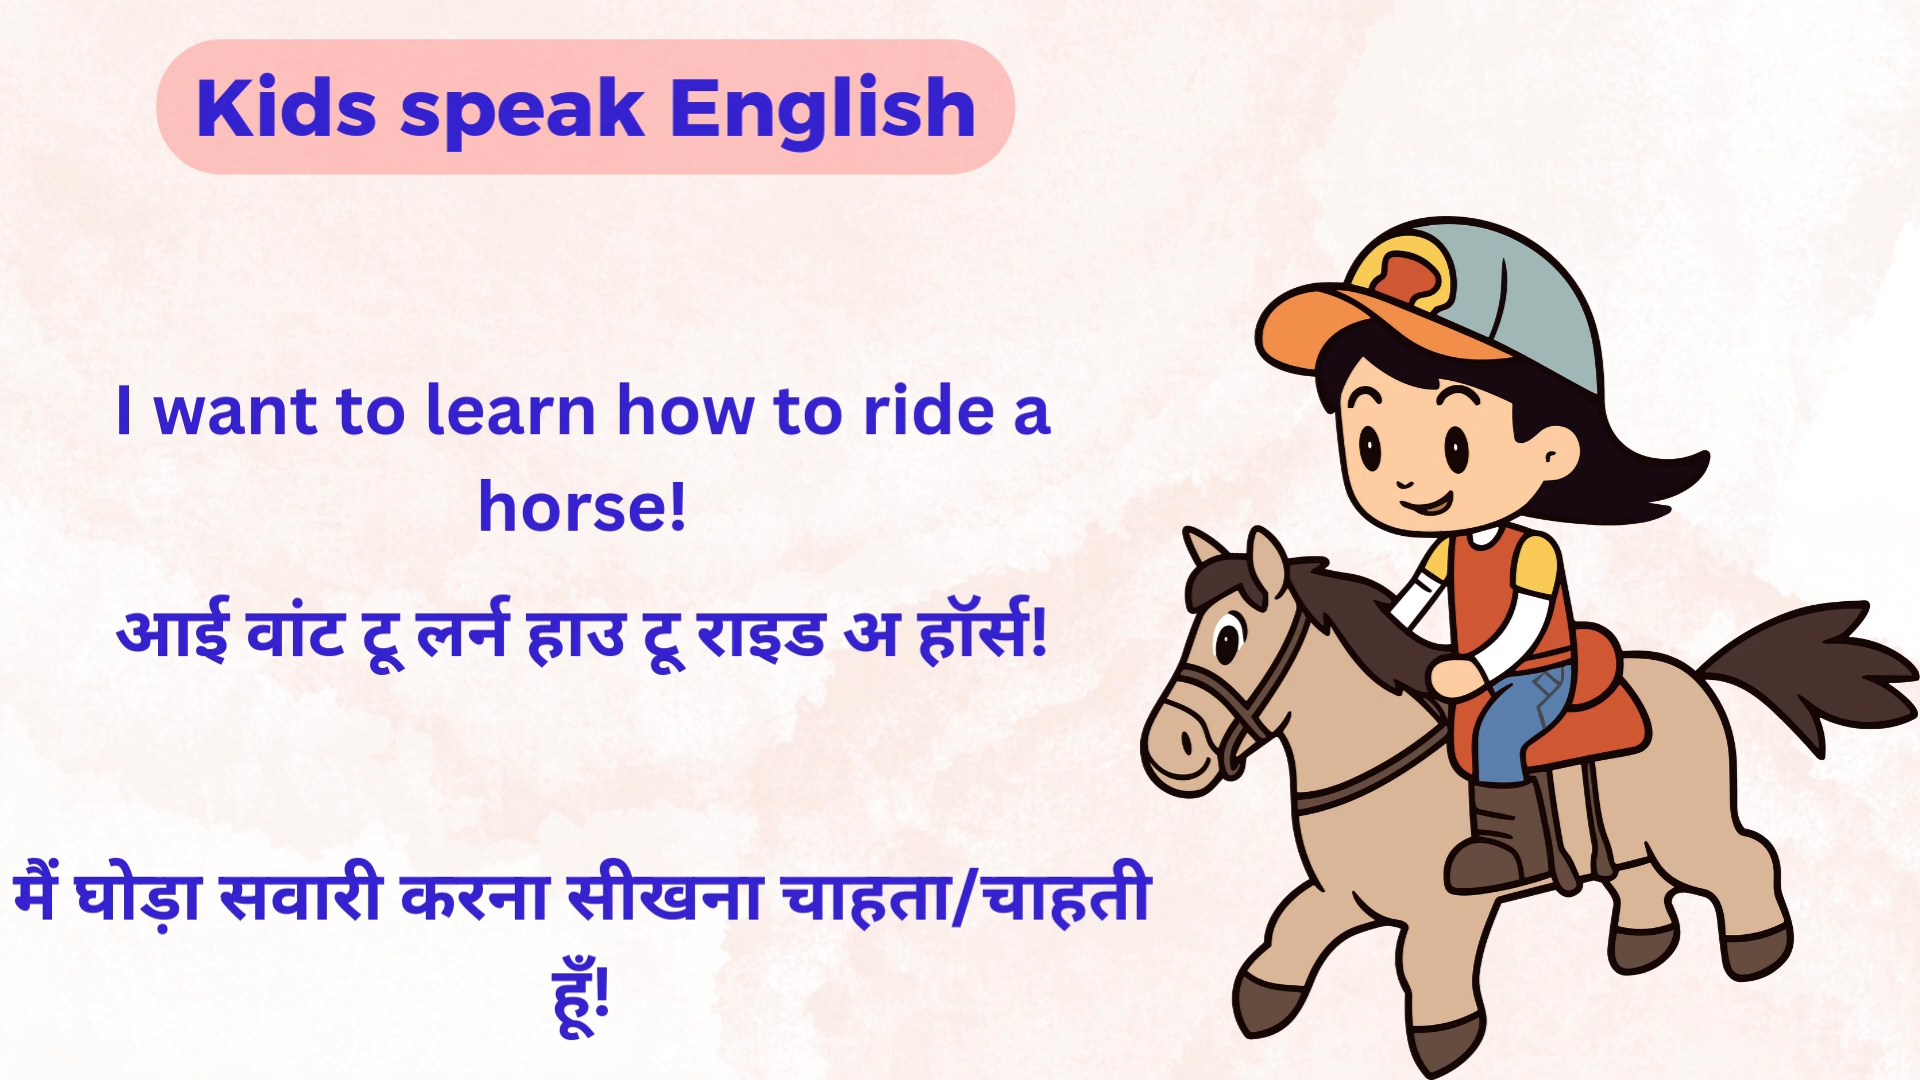 Kids speak English
I want to learn how to ride a
horse!
आई वांट टू लर्न हाउ टू राइड अ हॉर्स!
मैं घोड़ा सवारी करना सीखना चाहता/चाहती
हूँ!